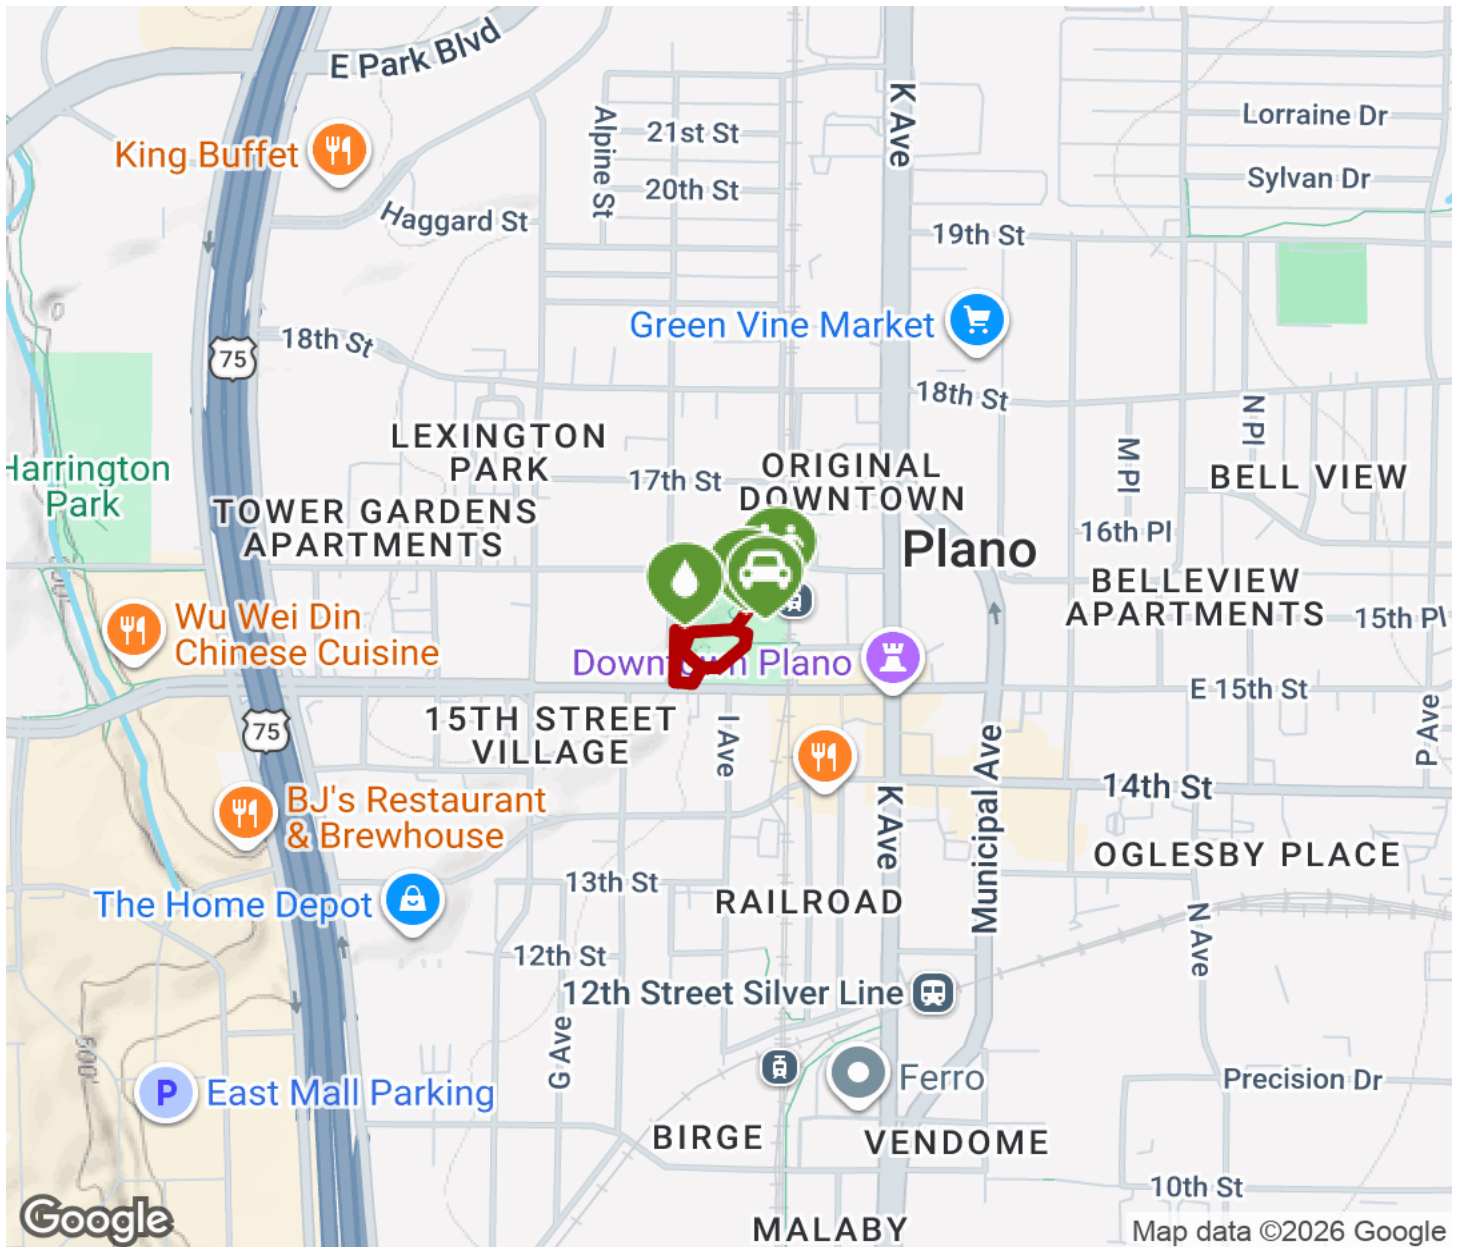 E Park Blvd
K Ave
Alpine St
21st St
Lorraine Dr
King Buffet
20th St
Sylvan Dr
Haggard St
19th St
Green Vine Market
18th St
75
18th St
N Pl
LEXINGTON
PARK
ORIGINAL
DOWNTOWN
M Pl
BELL VIEW
Harrington
Park
17th St
TOWER GARDENS
APARTMENTS
16th Pl
Plano
BELLEVIEW
APARTMENTS
Wu Wei Din
Chinese Cuisine
15th Pl
Downtown Plano
E 15th St
15TH STREET
VILLAGE
I Ave
75
P Ave
Municipal Ave
14th St
BJ's Restaurant
& Brewhouse
K Ave
OGLESBY PLACE
13th St
The Home Depot
RAILROAD
N Ave
12th St
12th Street Silver Line
G Ave
600'
P
East Mall Parking
Ferro
Precision Dr
BIRGE
VENDOME
10th St
Google
MALABY
Map data ©2026 Google